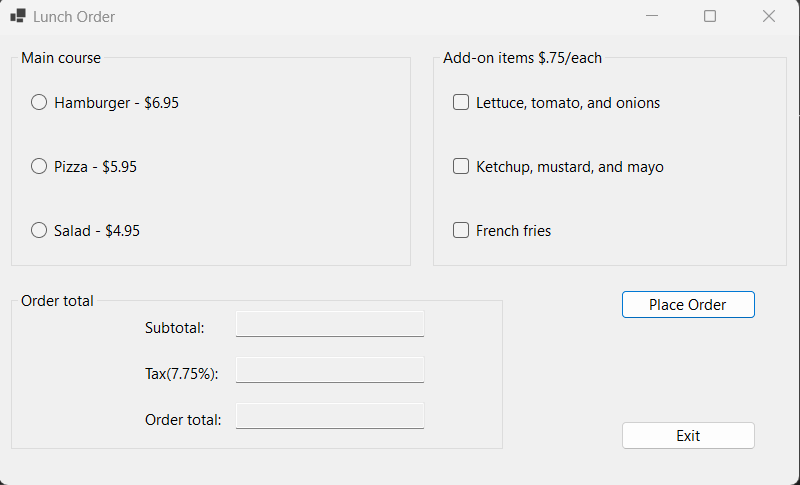 Lunch Order
Main course
Hamburger - $6.95
Pizza - $5.95
Salad - $4.95
Add-on items $.75/each
Lettuce, tomato, and onions
Ketchup, mustard, and mayo
French fries
Order total
Subtotal:
Tax(7.75%):
Order total:
Place Order
Exit